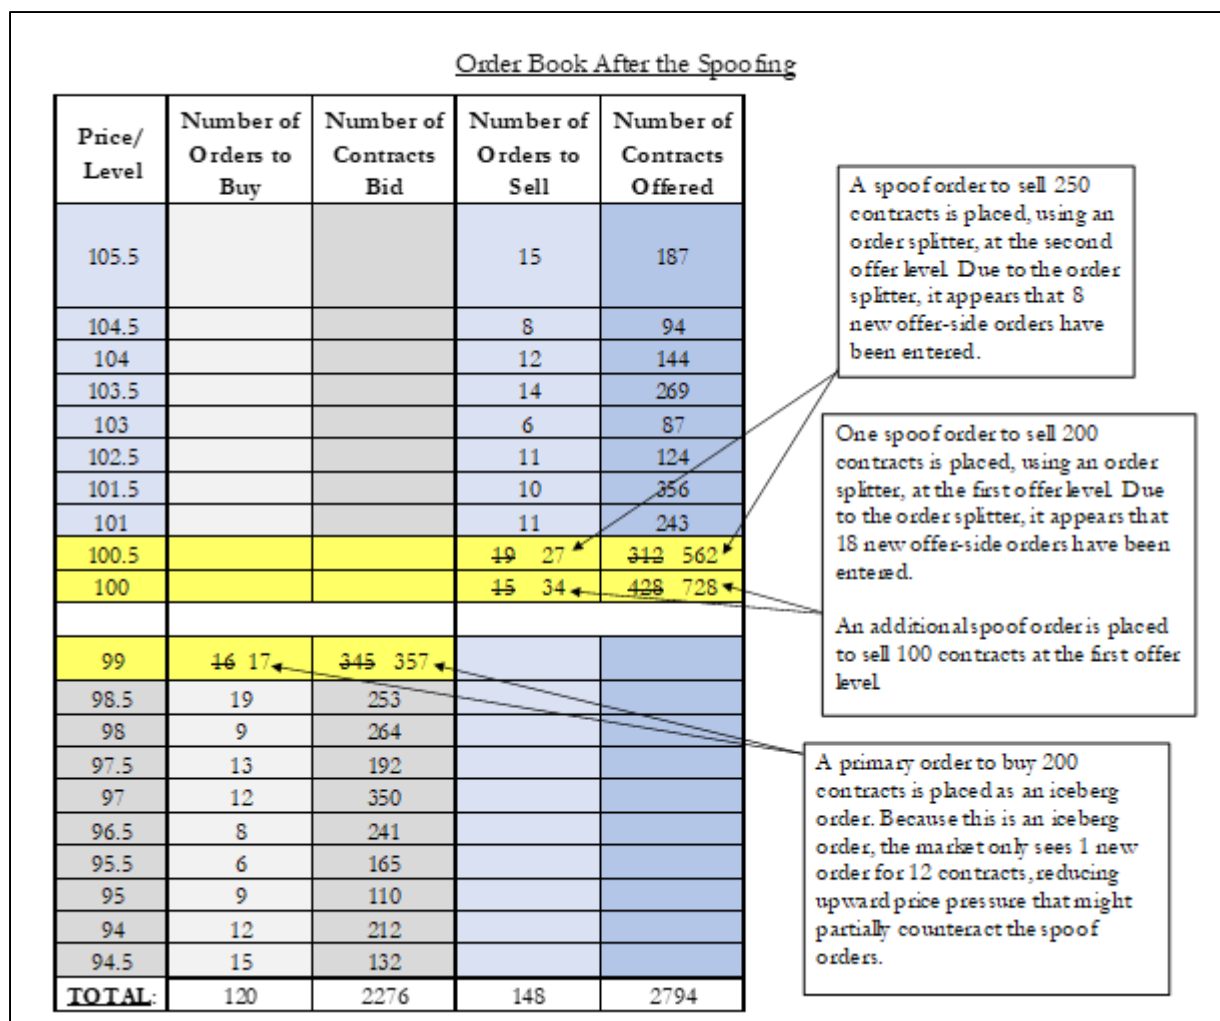 Order Book After the Spoofing
Price/ Level | Number of Orders to Buy | Number of Contracts Bid | Number of Orders to Sell | Number of Contracts Offered
105.5 15 187
104.5 8 94
104 12 144
103.5 14 269
103 6 87
102.5 11 124
101.5 10 356
101 11 243
100.5 19 27 312 562
100 15 34 428 728
99 16 17 345 357
98.5 19 253
98 9 264
97.5 13 192
97 12 350
96.5 8 241
95.5 6 165
95 9 110
94 12 212
94.5 15 132
TOTAL: 120 2276 148 2794
A spoof order to sell 250
contracts is placed, using an
order splitter, at the second
offer level. Due to the order
splitter, it appears that 8
new offer-side orders have
been entered.
One spoof order to sell 200
contracts is placed, using an order
splitter, at the first offer level. Due
to the order splitter, it appears that
18 new offer-side orders have been
entered.
An additional spoof order is placed
to sell 100 contracts at the first offer
level.
A primary order to buy 200
contracts is placed as an iceberg
order. Because this is an iceberg
order, the market only sees 1 new
order for 12 contracts, reducing
upward price pressure that might
partially counteract the spoof
orders.